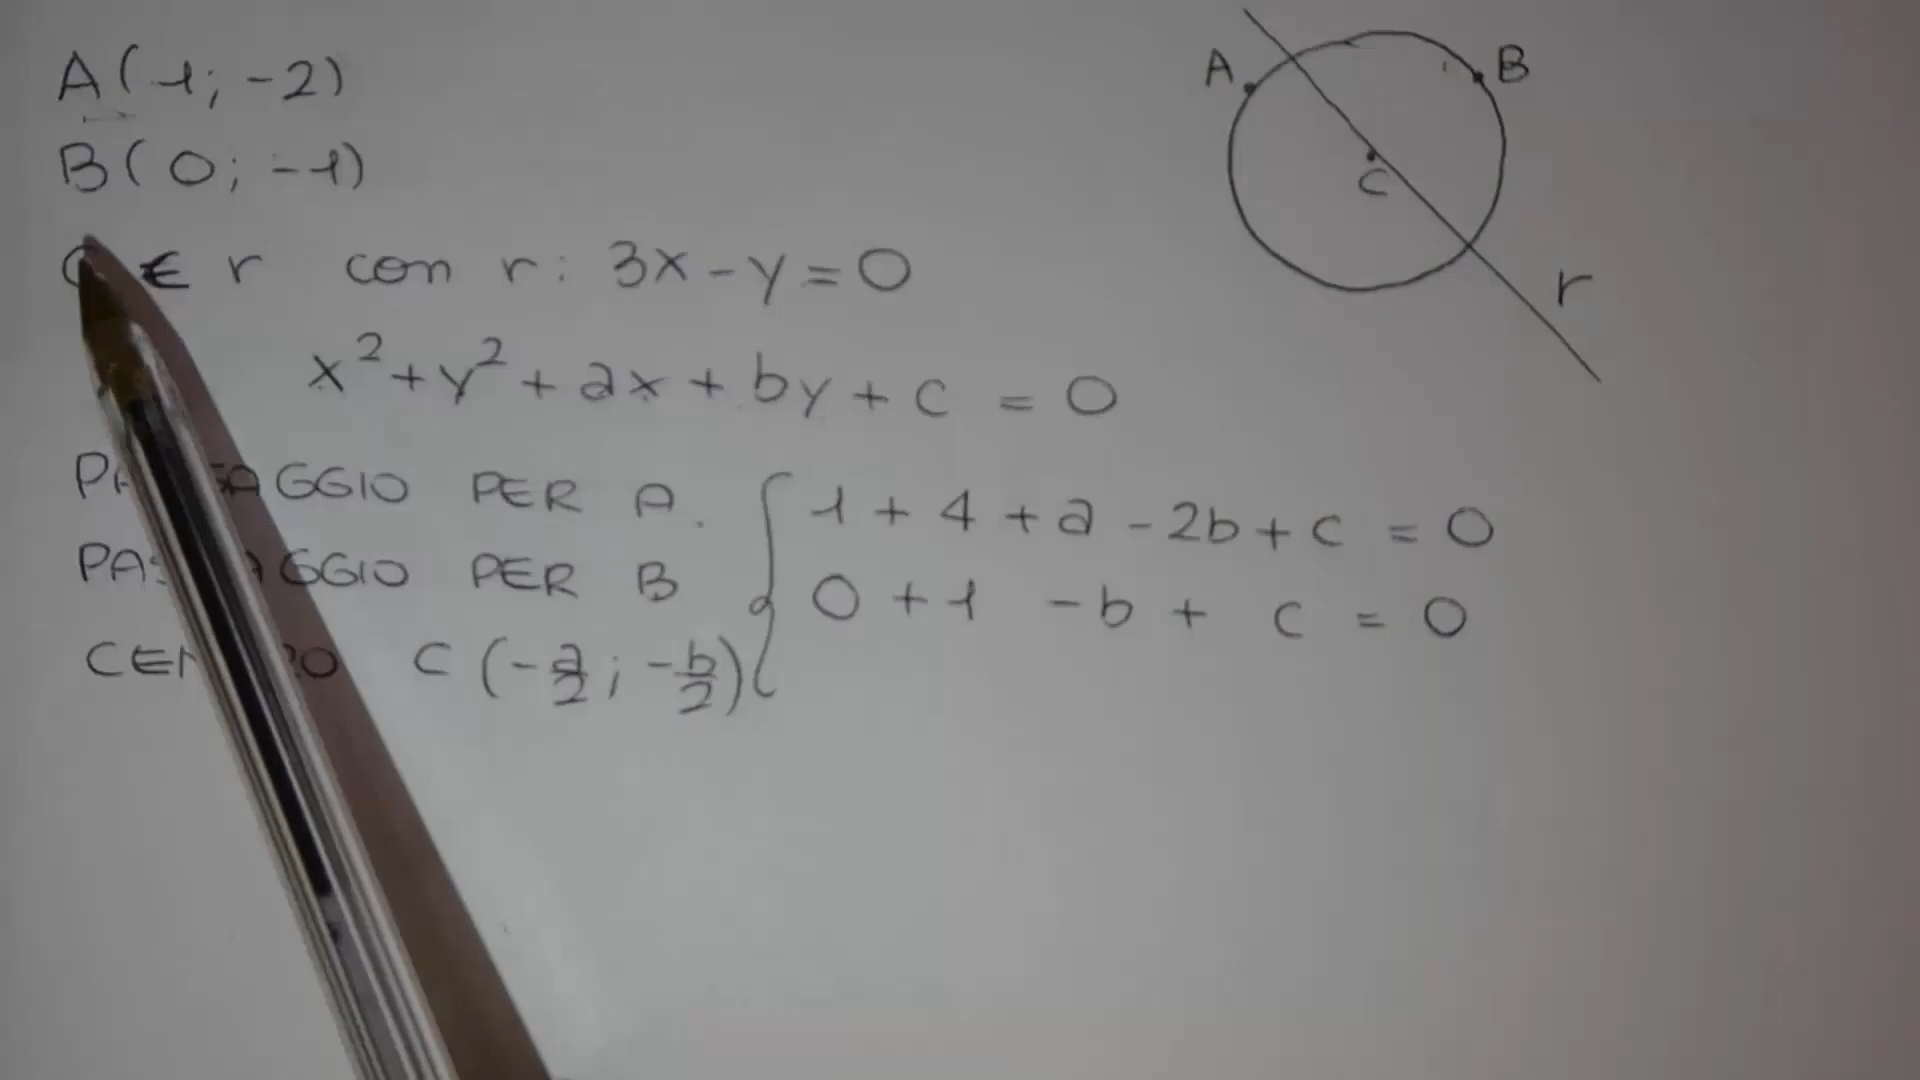 A(1; -2)
B(0; -1)
C ∈ r con r: 3x - y = 0
x² + y² + ax + by + c = 0
PER A.
1 + 4 + a - 2b + c = 0
PER B
0 + 1 - b + c = 0
C (-a/2; -b/2)
A
B
C
r